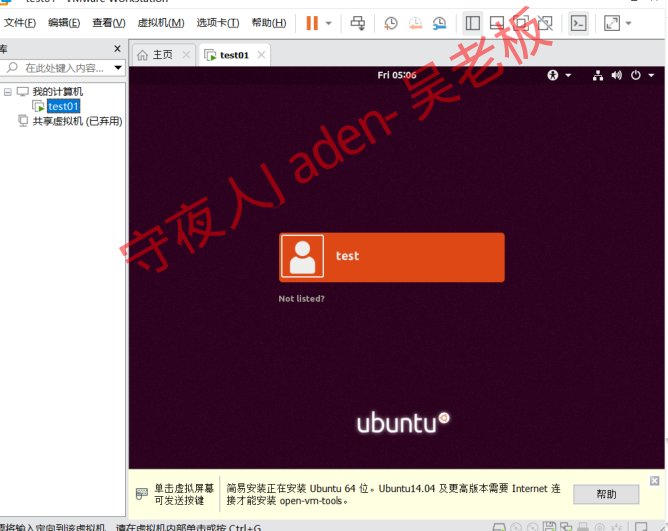 文件(F) 编辑(E) 查看(V) 虚拟机(M) 选项卡(T) 帮助(H)
库
主页
test01
在此处键入内容...
我的计算机
test01
共享虚拟机 (已弃用)
Fri 05:06
守夜人J aden- 吴老板
test
Not listed?
ubuntu
单击虚拟屏幕
可发送按键
简易安装正在安装 Ubuntu 64 位。Ubuntu14.04 及更高版本需要 Internet 连
接才能安装 open-vm-tools。
帮助
要将输入定向到该虚拟机，请在虚拟机内部单击或按 Ctrl+G